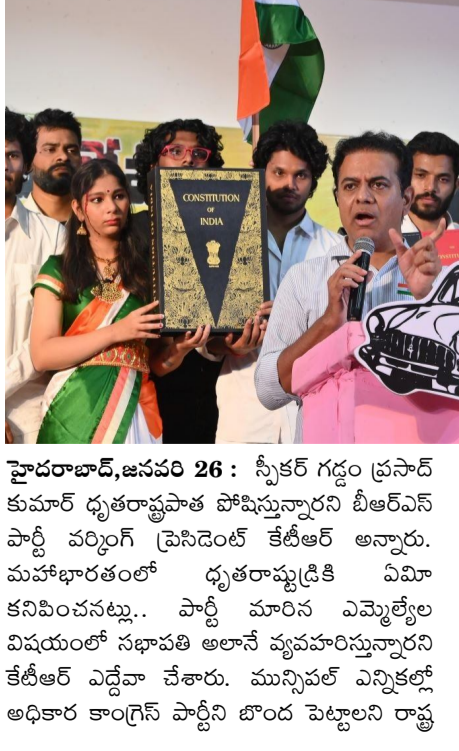 CONSTITUTION
OF
INDIA
హైదరాబాద్,జనవరి 26 : స్పీకర్ గడ్డం ప్రసాద్
కుమార్ ధృతరాష్ట్రపాత పోషిస్తున్నారని బీఆర్ఎస్
పార్టీ వర్కింగ్ ప్రెసిడెంట్ కేటీఆర్ అన్నారు.
మహాభారతంలో ధృతరాష్ట్రుడికి ఏమీ
కనిపించనట్లు.. పార్టీ మారిన ఎమ్మెల్యేల
విషయంలో సభాపతి అలానే వ్యవహరిస్తున్నారని
కేటీఆర్ ఎద్దేవా చేశారు. మున్సిపల్ ఎన్నికల్లో
అధికార కాంగ్రెస్ పార్టీని బొంద పెట్టాలని రాష్ట్ర